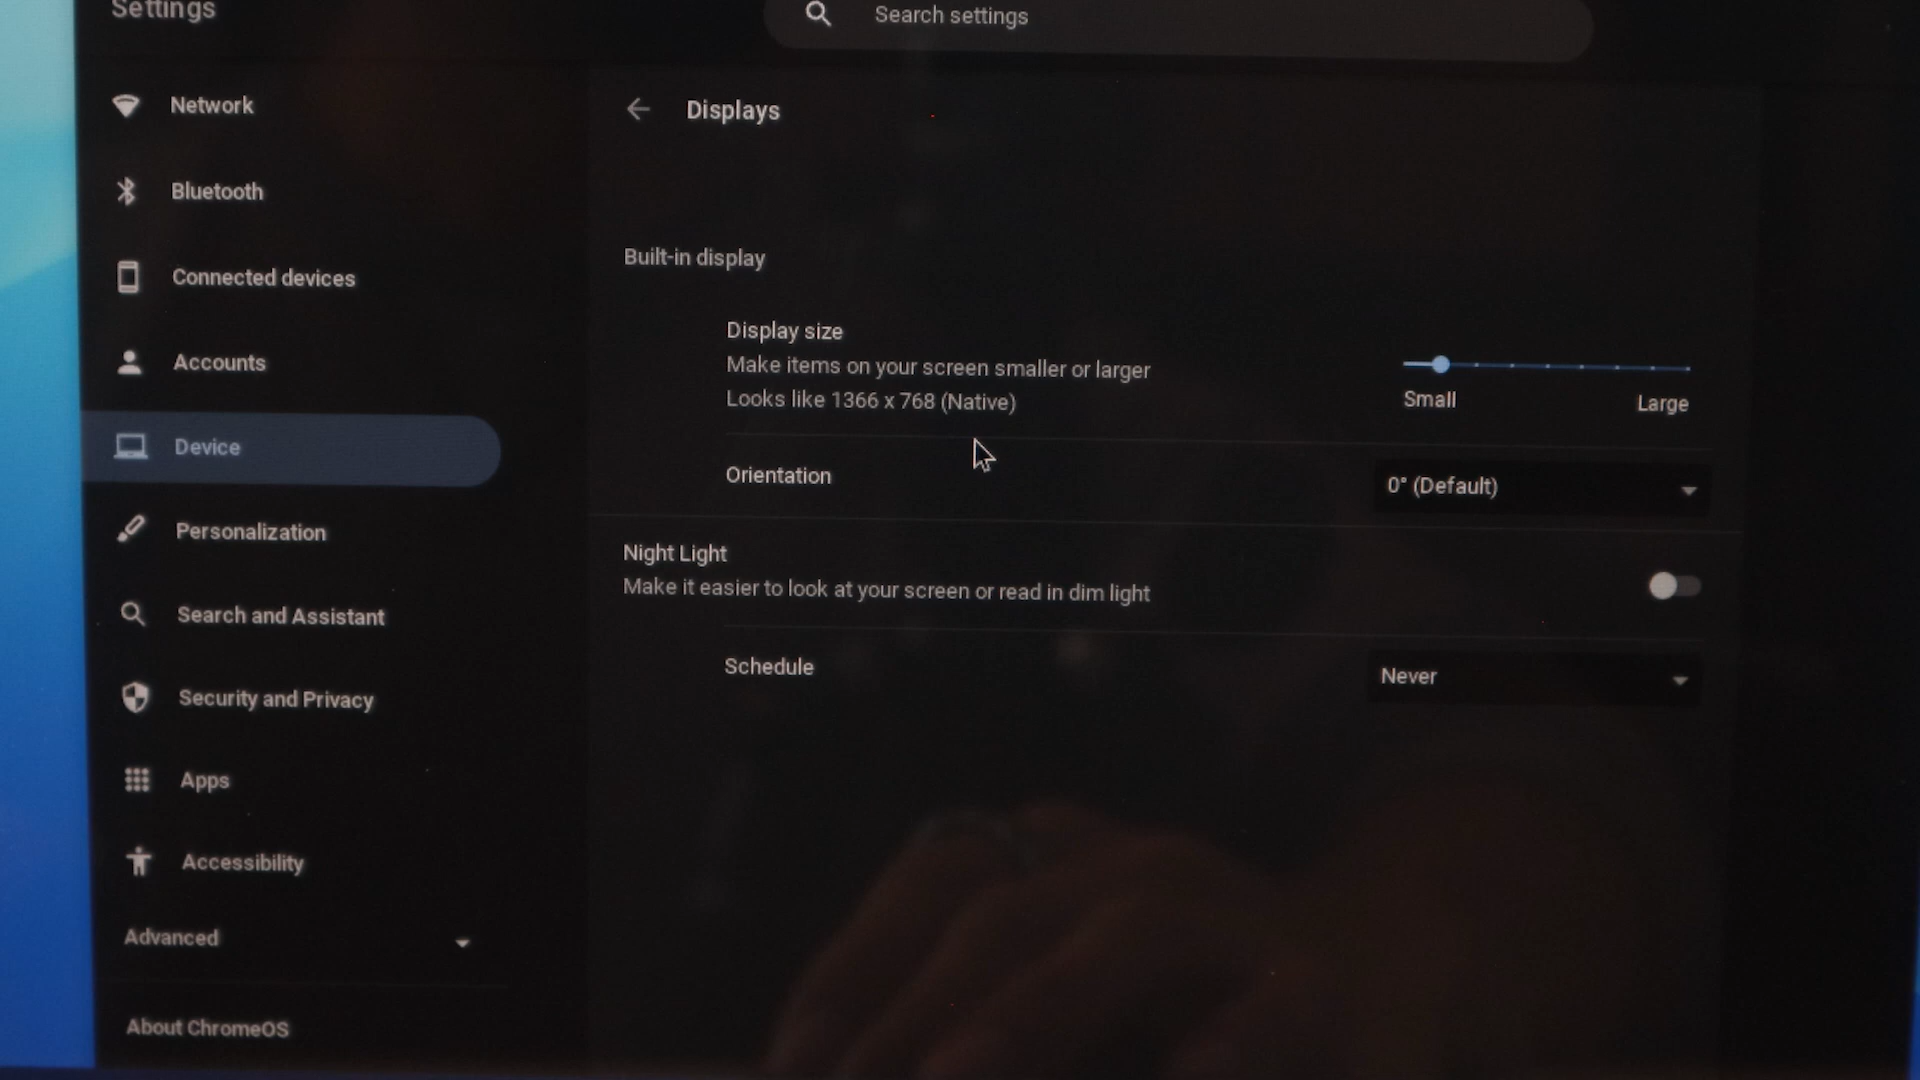 Settings
Search settings
Network
Bluetooth
Connected devices
Accounts
Device
Personalization
Search and Assistant
Security and Privacy
Apps
Accessibility
Advanced
About ChromeOS
Displays
Built-in display
Display size
Make items on your screen smaller or larger
Looks like 1366 x 768 (Native)
Small
Large
Orientation
0° (Default)
Night Light
Make it easier to look at your screen or read in dim light
Schedule
Never